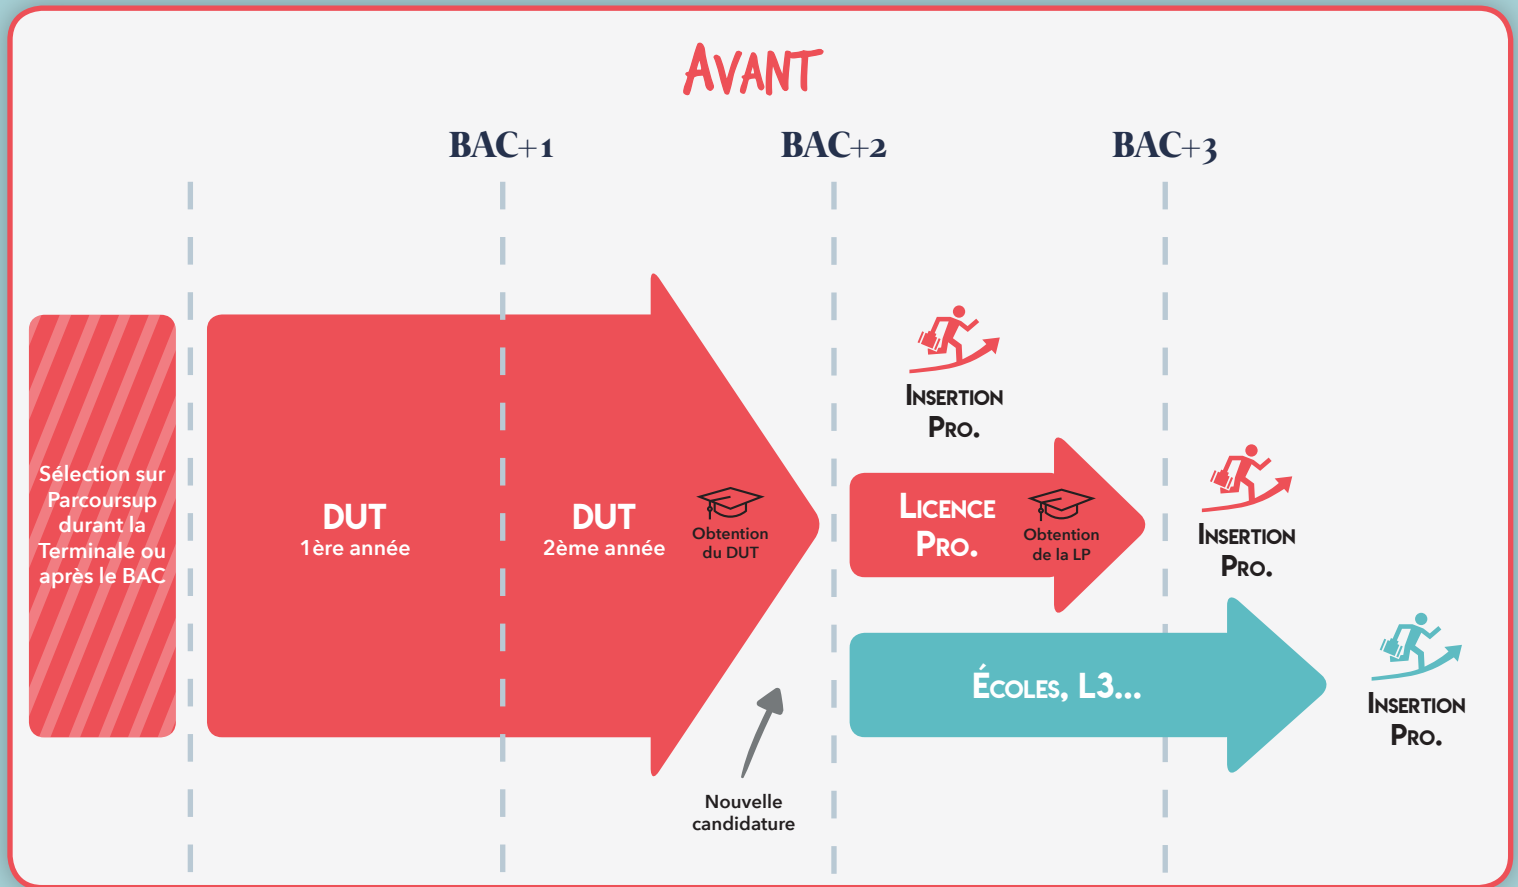 AVANT
BAC+1
BAC+2
BAC+3
Sélection sur
Parcoursup
durant la
Terminale ou
après le BAC
DUT
1ère année
DUT
2ème année
Obtention
du DUT
Nouvelle
candidature
INSERTION
PRO.
LICENCE
PRO.
Obtention
de la LP
INSERTION
PRO.
ÉCOLES, L3...
INSERTION
PRO.